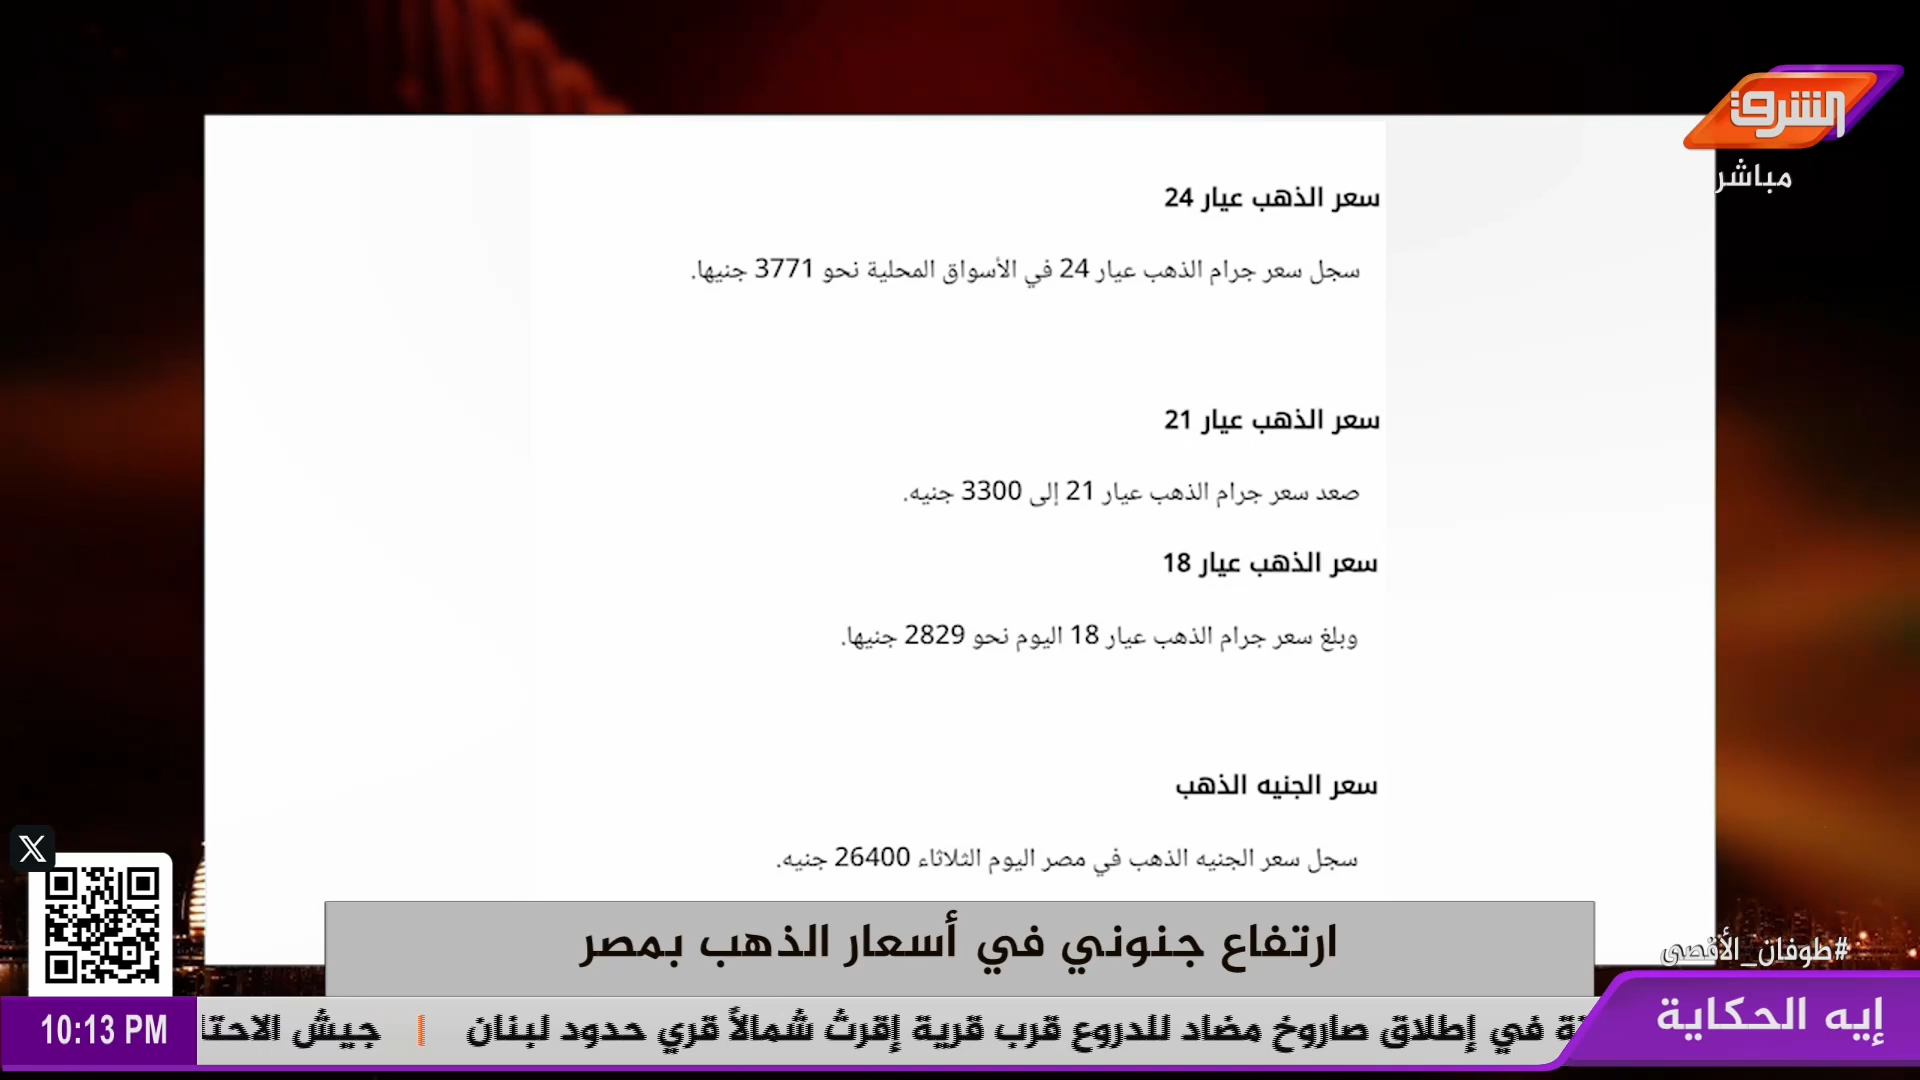 الشرق
مباشر
سعر الذهب عيار 24
سجل سعر جرام الذهب عيار 24 في الأسواق المحلية نحو 3771 جنيها.
سعر الذهب عيار 21
صعد سعر جرام الذهب عيار 21 إلى 3300 جنيه.
سعر الذهب عيار 18
وبلغ سعر جرام الذهب عيار 18 اليوم نحو 2829 جنيها.
سعر الجنيه الذهب
سجل سعر الجنيه الذهب في مصر اليوم الثلاثاء 26400 جنيه.
ارتفاع جنوني في أسعار الذهب بمصر
#طوفان_الأقصى
إيه الحكاية
في إطلاق صاروخ مضاد للدروع قرب قرية إقرث شمالاً قري حدود لبنان | جيش
10:13 PM